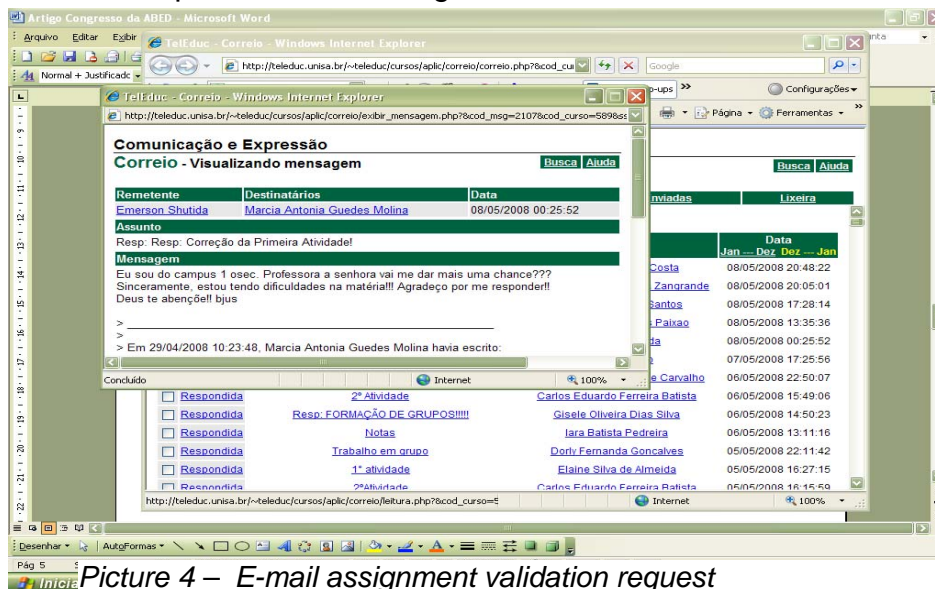 Artigo Congresso da ABED - Microsoft Word
Arquivo Editar Exibir
TelEduc - Correio - Windows Internet Explorer
http://teleduc.unisa.br/~teleduc/cursos/aplic/correio/correio.php?&cod_cu
Google
Normal + Justificado
Configurações
TelEduc - Correio - Windows Internet Explorer
http://teleduc.unisa.br/~teleduc/cursos/aplic/correio/exibir_mensagem.php?&cod_msg=2107&cod_curso=589&se
Página Ferramentas
Comunicação e Expressão
Correio - Visualizando mensagem
Busca Ajuda
Busca Ajuda
Remetente Destinatários Data
Emerson Shutida Marcia Antonia Guedes Molina 08/05/2008 00:25:52
nviadas Lixeira
Assunto
Resp: Resp: Correção da Primeira Atividade!
Mensagem
Eu sou do campus 1 osec. Professora a senhora vai me dar mais uma chance???
Sinceramente, estou tendo dificuldades na matéria!!! Agradeço por me responder!!
Deus te abençõe!! bjus
>
>
> Em 29/04/2008 10:23:48, Marcia Antonia Guedes Molina havia escrito:
Data
Jan --- Dez Dez --- Jan
Costa 08/05/2008 20:48:22
Zangrande 08/05/2008 20:05:01
Santos 08/05/2008 17:28:14
Paixao 08/05/2008 13:35:36
da 08/05/2008 00:25:52
07/05/2008 17:25:56
e Carvalho 06/05/2008 22:50:07
Concluído Internet 100%
Respondida 2ª Atividade Carlos Eduardo Ferreira Batista 06/05/2008 15:49:06
Respondida Resp: FORMAÇÃO DE GRUPOS!!!!! Gisele Oliveira Dias Silva 06/05/2008 14:50:23
Respondida Notas Iara Batista Pedreira 06/05/2008 13:11:16
Respondida Trabalho em grupo Dorly Fernanda Goncalves 05/05/2008 22:11:42
Respondida 1° atividade Elaine Silva de Almeida 05/05/2008 16:27:15
Respondida 2ªAtividade Carlos Eduardo Ferreira Batista 05/05/2008 16:15:59
http://teleduc.unisa.br/~teleduc/cursos/aplic/correio/leitura.php?&cod_curso=5 Internet 100%
Desenhar AutoFormas
Pág 5
Picture 4 – E-mail assignment validation request